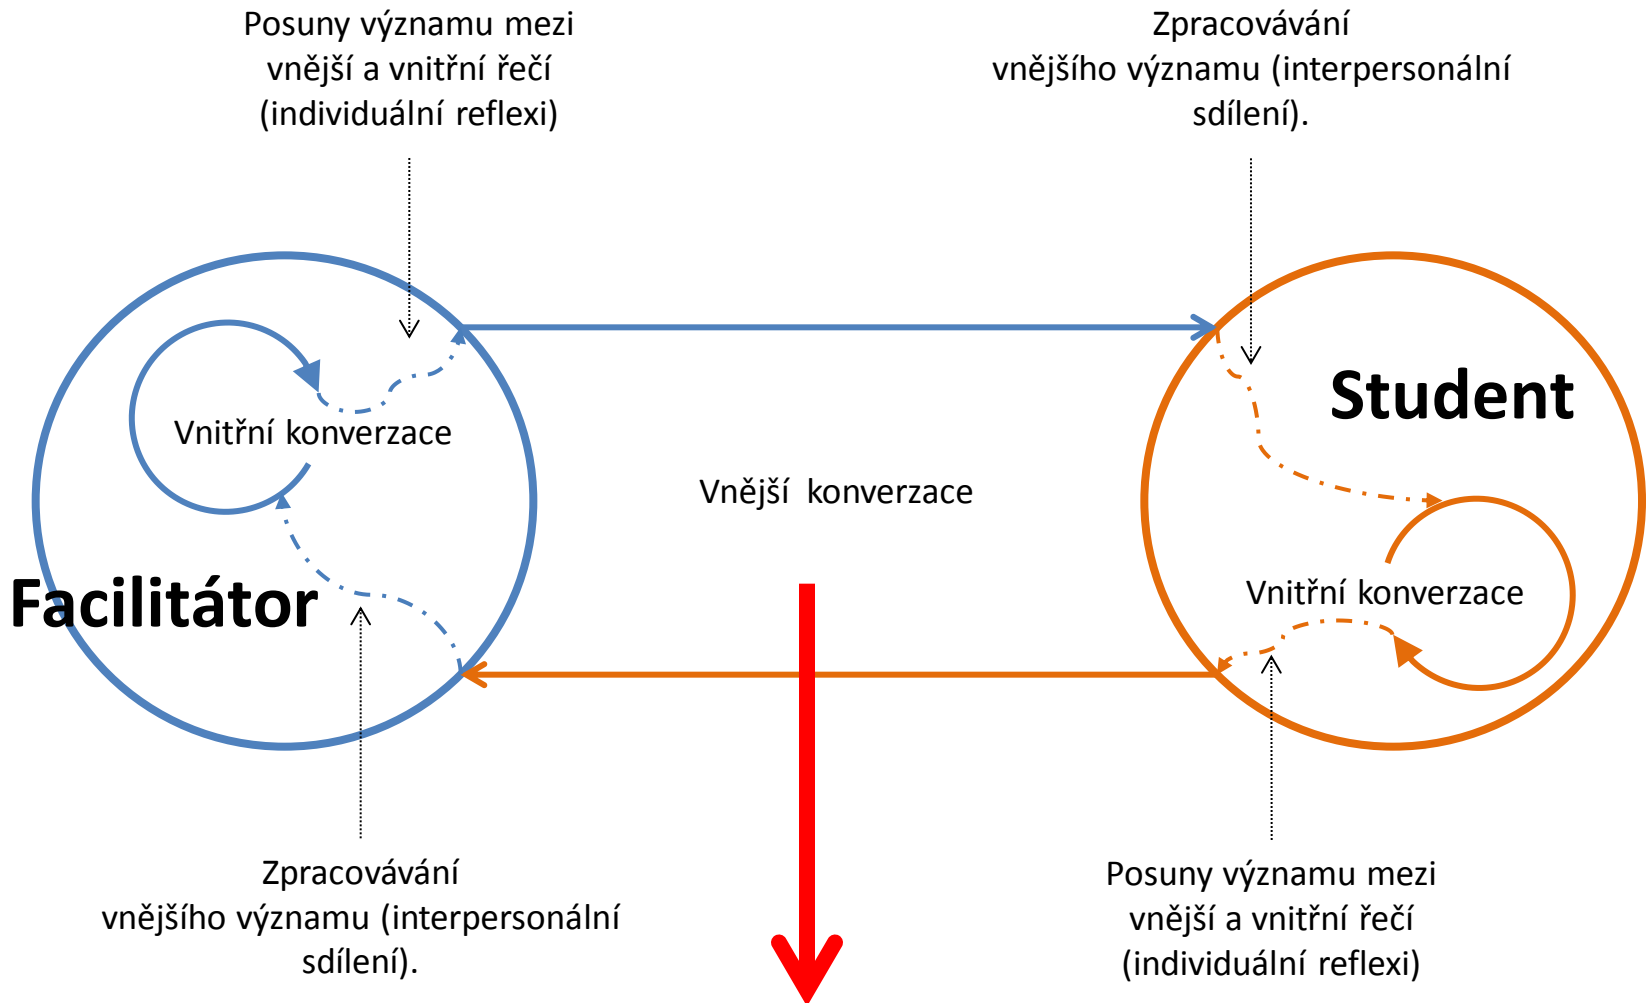 Posuny významu mezi
vnější a vnitřní řečí
(individuální reflexi)
Zpracovávání
vnějšího významu (interpersonální
sdílení).
Student
Vnitřní konverzace
Vnější konverzace
Facilitátor
Vnitřní konverzace
Zpracovávání
vnějšího významu (interpersonální
sdílení).
Posuny významu mezi
vnější a vnitřní řečí
(individuální reflexi)